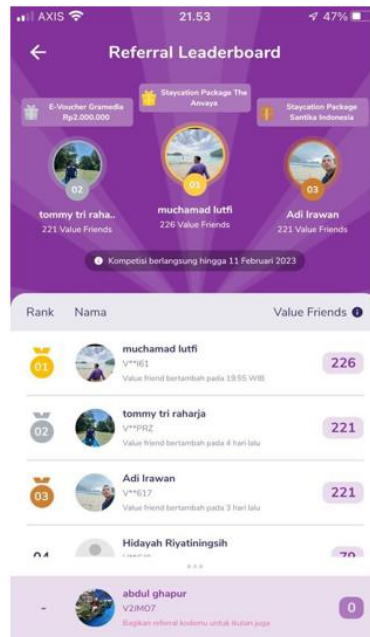 AXIS
21.53
47%
Referral Leaderboard
E-Voucher Gramedia
Rp2.000.000
Staycation Package The
Anvaya
Staycation Package
Santika Indonesia
02
01
03
tommy tri raha..
221 Value Friends
muchamad lutfi
226 Value Friends
Adi Irawan
221 Value Friends
Kompetisi berlangsung hingga 11 Februari 2023
Rank
Nama
Value Friends
01
muchamad lutfi
V**I61
Value friend bertambah pada 19:55 WIB
226
02
tommy tri raharja
V**PRZ
Value friend bertambah pada 4 hari lalu
221
03
Adi Irawan
V**617
Value friend bertambah pada 3 hari lalu
221
04
Hidayah Riyatiningsih
79
-
abdul ghapur
V2JMO7
Bagikan referral kodemu untuk ikutan juga
0